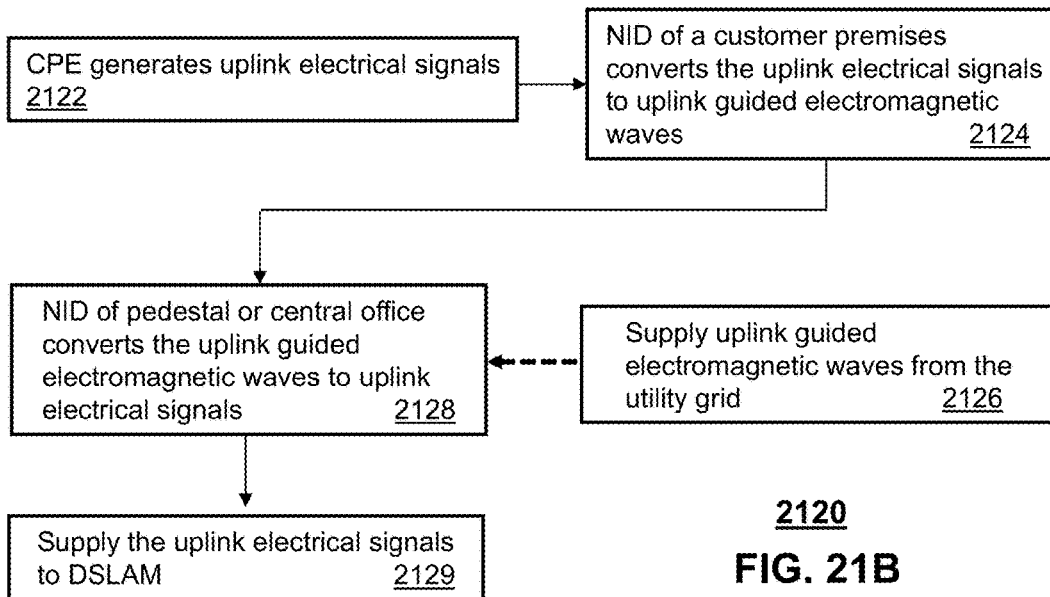 CPE generates uplink electrical signals
2122
NID of a customer premises
converts the uplink electrical signals
to uplink guided electromagnetic
waves 2124
NID of pedestal or central office
converts the uplink guided
electromagnetic waves to uplink
electrical signals 2128
Supply uplink guided
electromagnetic waves from the
utility grid 2126
Supply the uplink electrical signals
to DSLAM 2129
2120
FIG. 21B